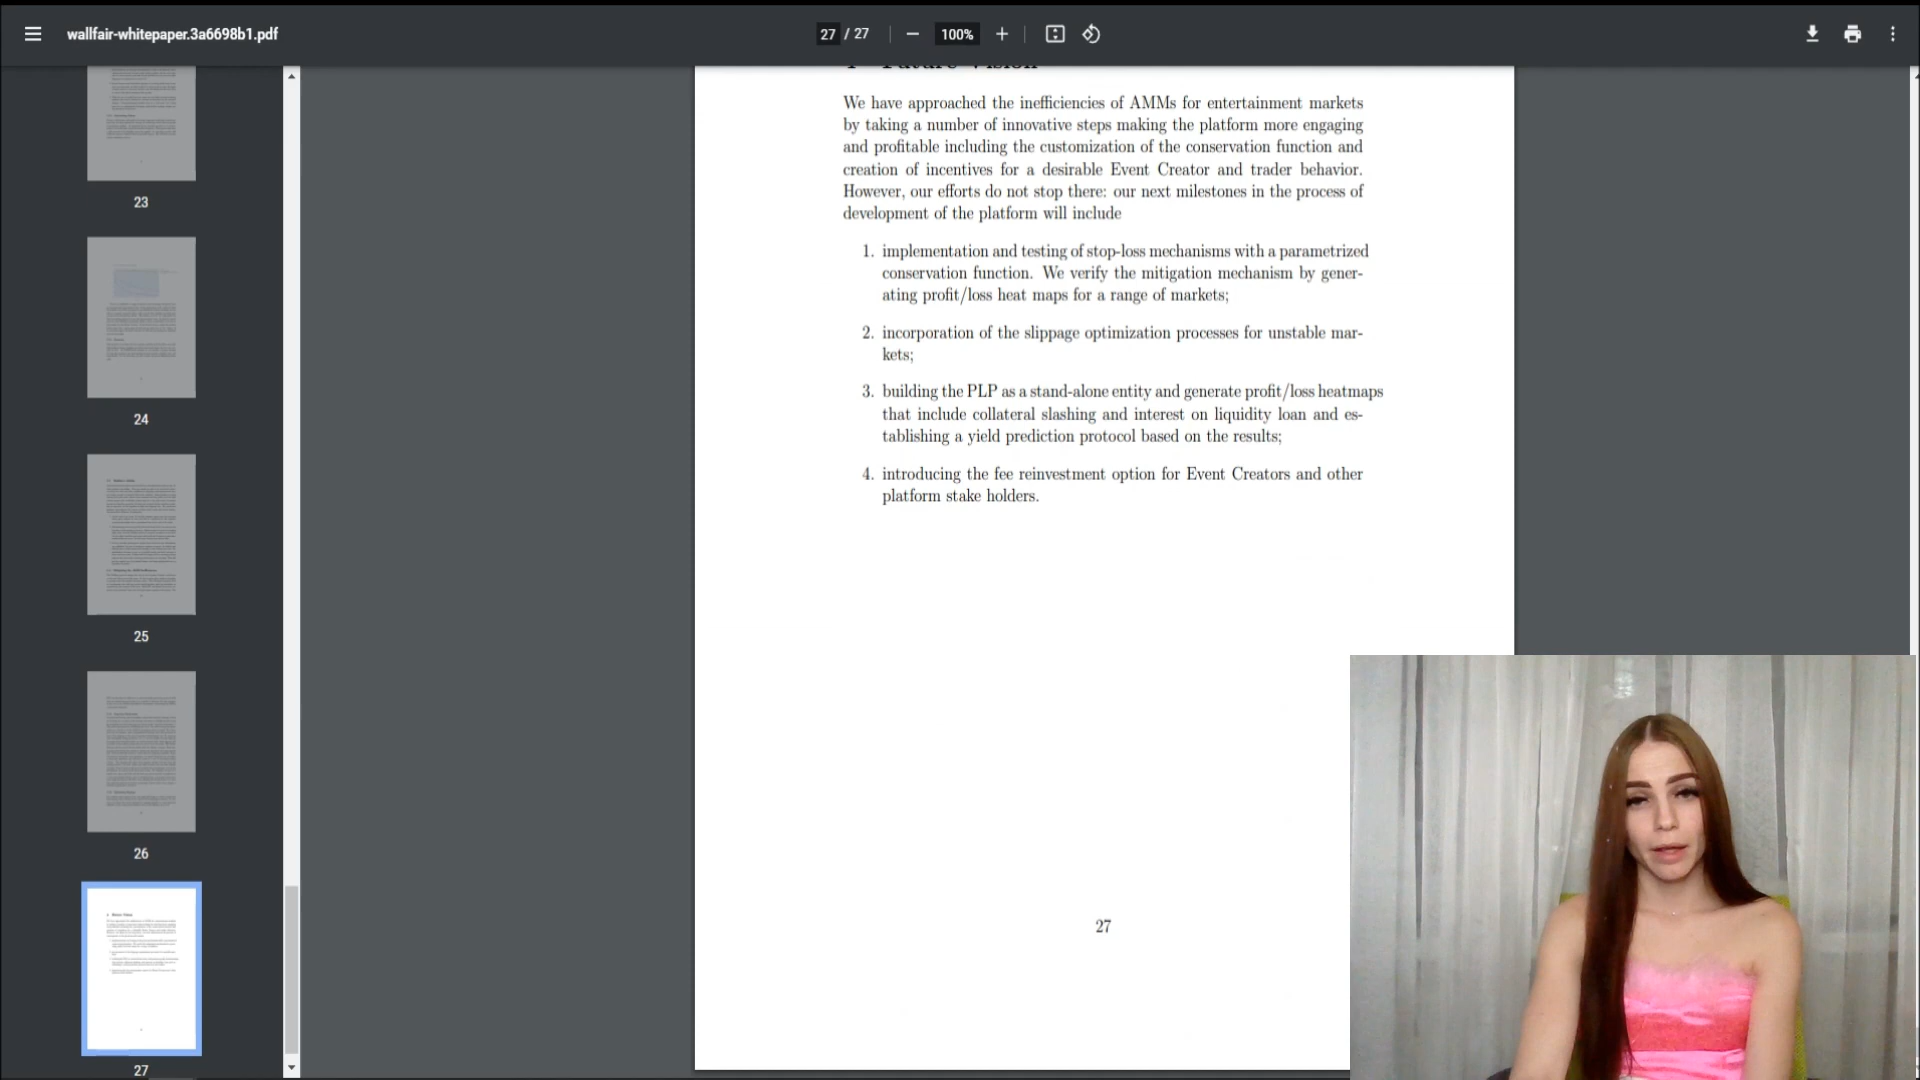 wallfair-whitepaper.3a6698b1.pdf
27 / 27
100%
23
24
25
26
27
We have approached the inefficiencies of AMMs for entertainment markets
by taking a number of innovative steps making the platform more engaging
and profitable including the customization of the conservation function and
creation of incentives for a desirable Event Creator and trader behavior.
However, our efforts do not stop there: our next milestones in the process of
development of the platform will include
1. implementation and testing of stop-loss mechanisms with a parametrized
conservation function. We verify the mitigation mechanism by gener-
ating profit/loss heat maps for a range of markets;
2. incorporation of the slippage optimization processes for unstable mar-
kets;
3. building the PLP as a stand-alone entity and generate profit/loss heatmaps
that include collateral slashing and interest on liquidity loan and es-
tablishing a yield prediction protocol based on the results;
4. introducing the fee reinvestment option for Event Creators and other
platform stake holders.
27